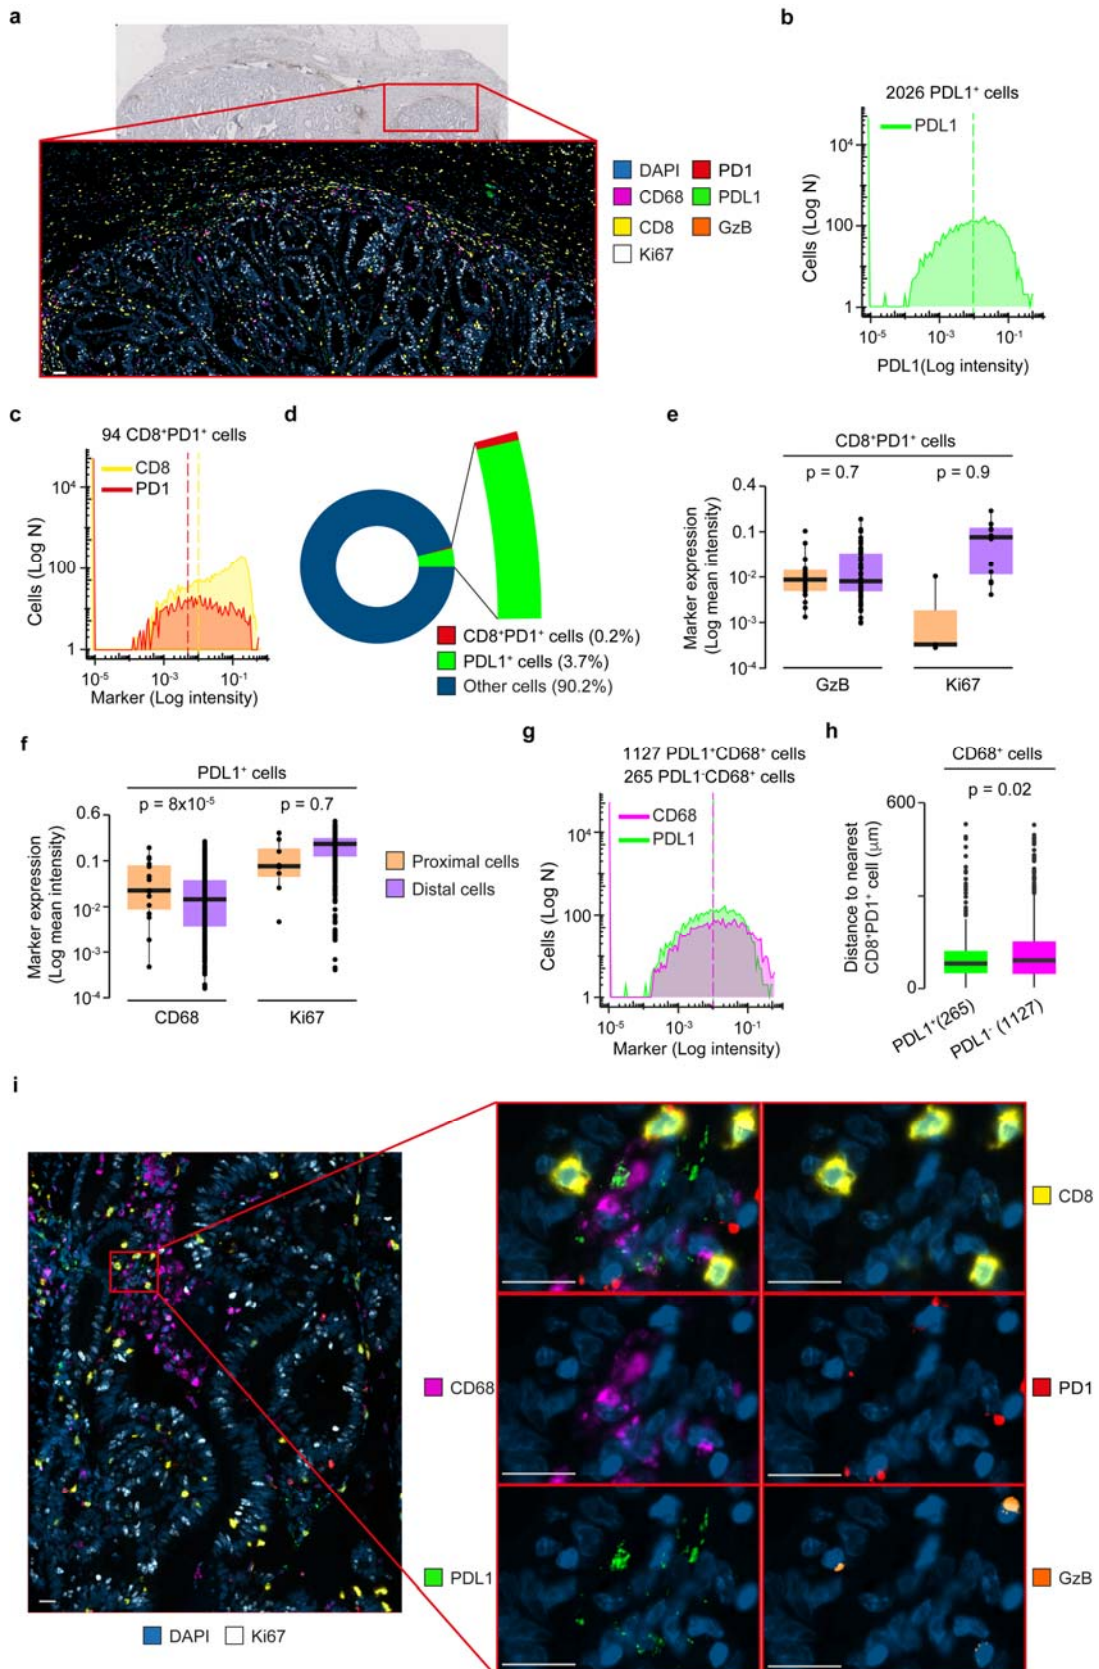 a
DAPI
PD1
CD68
PDL1
CD8
GzB
Ki67
b
2026 PDL1⁺ cells
PDL1
Cells (Log N)
10⁴
100
1
10⁻⁵
10⁻³
10⁻¹
PDL1(Log intensity)
c
94 CD8⁺PD1⁺ cells
CD8
PD1
Cells (Log N)
10⁴
100
1
10⁻⁵
10⁻³
10⁻¹
Marker (Log intensity)
d
CD8⁺PD1⁺ cells (0.2%)
PDL1⁺ cells (3.7%)
Other cells (90.2%)
e
CD8⁺PD1⁺ cells
p = 0.7
p = 0.9
Marker expression
(Log mean intensity)
0.4
0.1
10⁻²
10⁻³
10⁻⁴
GzB
Ki67
f
PDL1⁺ cells
p = 8x10⁻⁵
p = 0.7
Marker expression
(Log mean intensity)
0.6
0.1
10⁻²
10⁻³
10⁻⁴
CD68
Ki67
Proximal cells
Distal cells
g
1127 PDL1⁺CD68⁺ cells
265 PDL1⁻CD68⁺ cells
CD68
PDL1
Cells (Log N)
10⁴
100
1
10⁻⁵
10⁻³
10⁻¹
Marker (Log intensity)
h
CD68⁺ cells
p = 0.02
Distance to nearest
CD8⁺PD1⁺ cell (μm)
600
0
PDL1⁺(265)
PDL1⁻ (1127)
i
CD8
CD68
PD1
PDL1
GzB
DAPI
Ki67